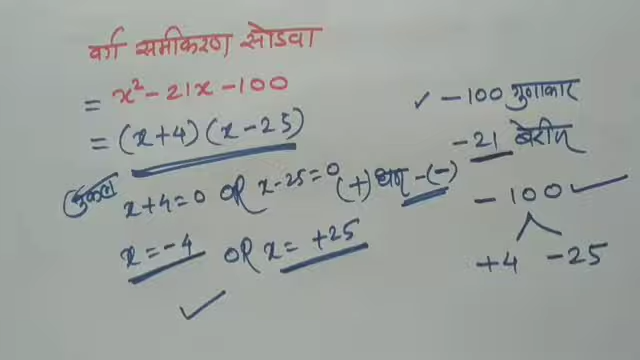 वर्ग समीकरण सोडवा
= x² - 21x - 100
= (x+4) (x-25)
x+4=0 OR x-25=0
x = -4 OR x = +25
(+) धन -(-)
✓ -100 गुणाकार
-21 बेरीज
-100 ✓
+4 -25